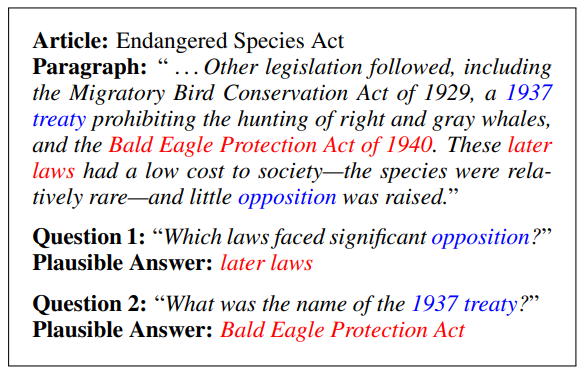 Article: Endangered Species Act
Paragraph: “ . . . Other legislation followed, including
the Migratory Bird Conservation Act of 1929, a 1937
treaty prohibiting the hunting of right and gray whales,
and the Bald Eagle Protection Act of 1940. These later
laws had a low cost to society—the species were rela-
tively rare—and little opposition was raised.”
Question 1: “Which laws faced significant opposition?”
Plausible Answer: later laws
Question 2: “What was the name of the 1937 treaty?”
Plausible Answer: Bald Eagle Protection Act